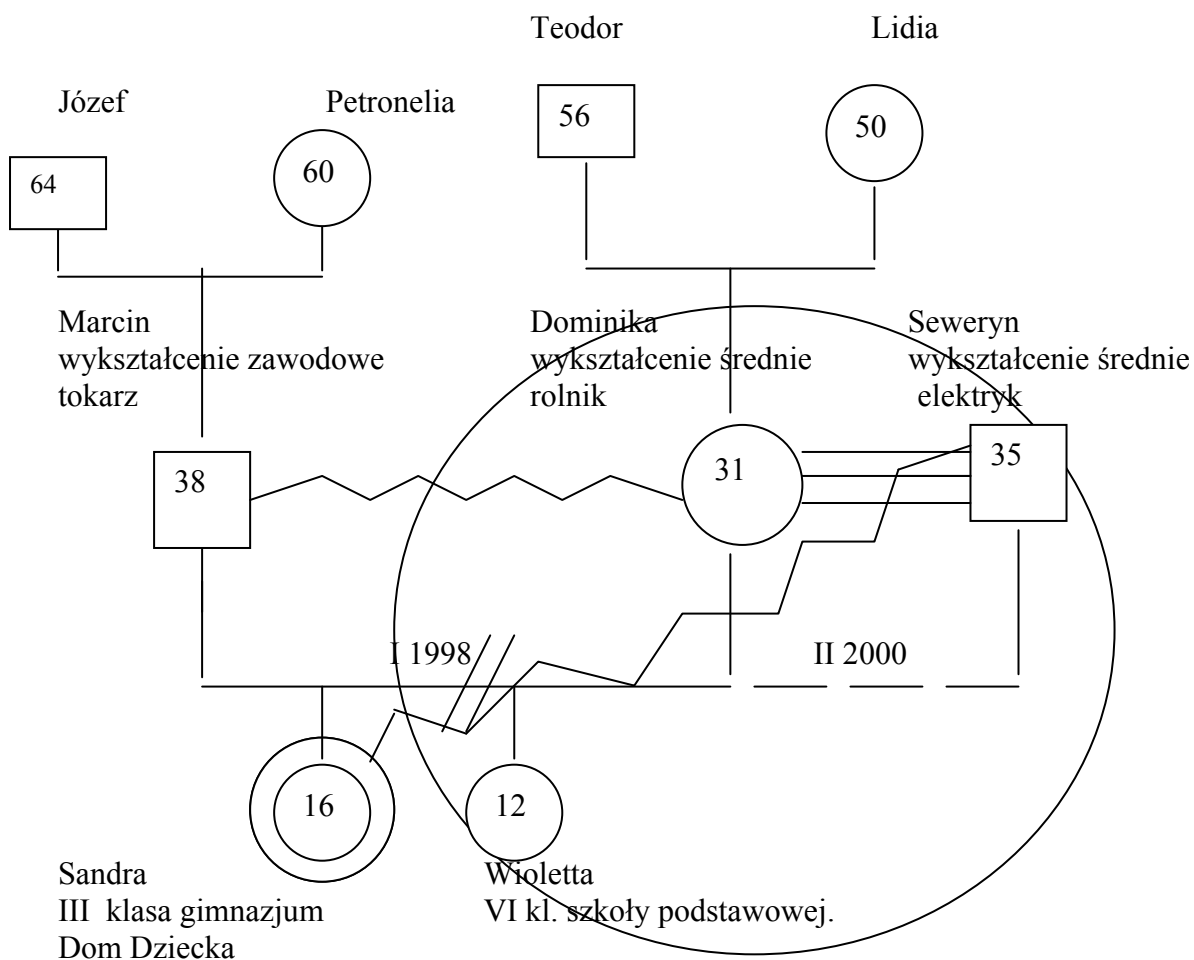 Teodor Lidia
Józef Petronelia
56 50
64 60
Marcin
wykształcenie zawodowe
tokarz
Dominika
wykształcenie średnie
rolnik
Seweryn
wykształcenie średnie
elektryk
38 31 35
I 1998 II 2000
16 12
Sandra
III klasa gimnazjum
Dom Dziecka
Wioletta
VI kl. szkoły podstawowej.